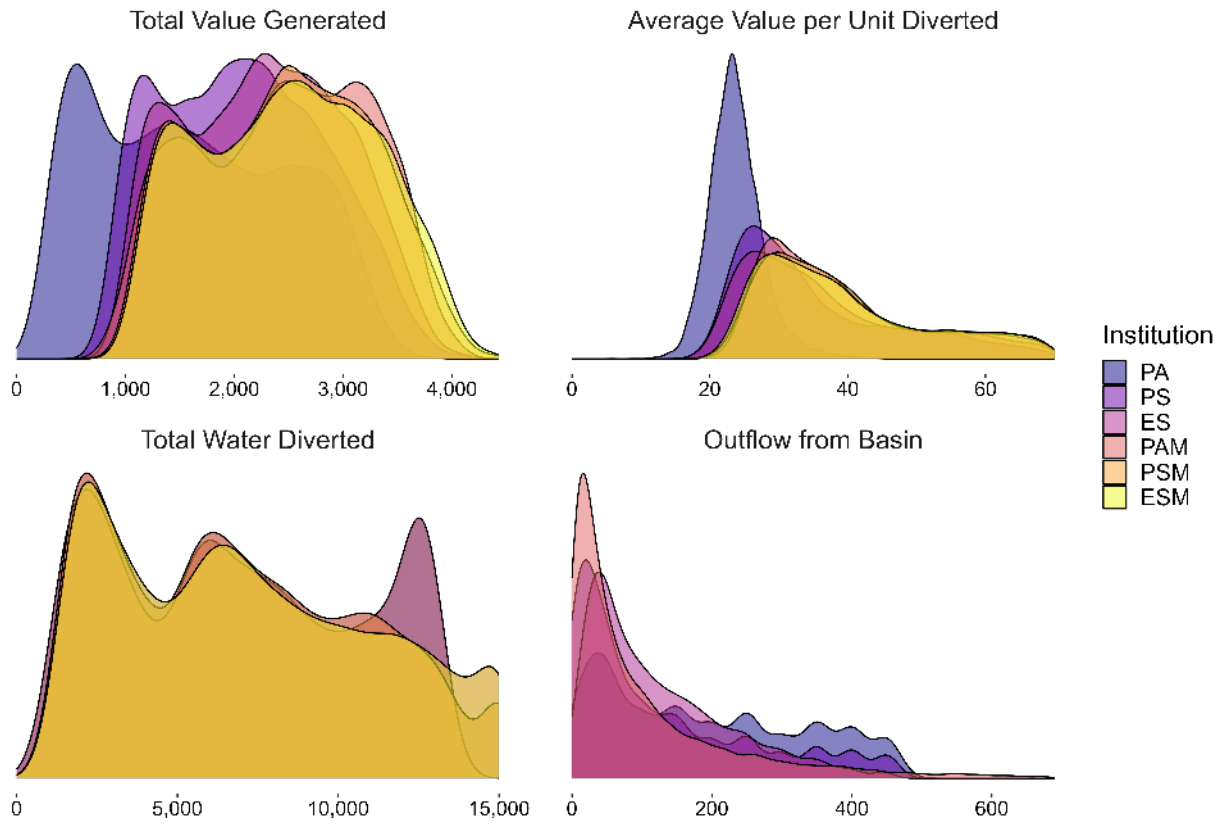 Total Value Generated
Average Value per Unit Diverted
0 1,000 2,000 3,000 4,000
0 20 40 60
Total Water Diverted
Outflow from Basin
0 5,000 10,000 15,000
0 200 400 600
Institution
PA
PS
ES
PAM
PSM
ESM